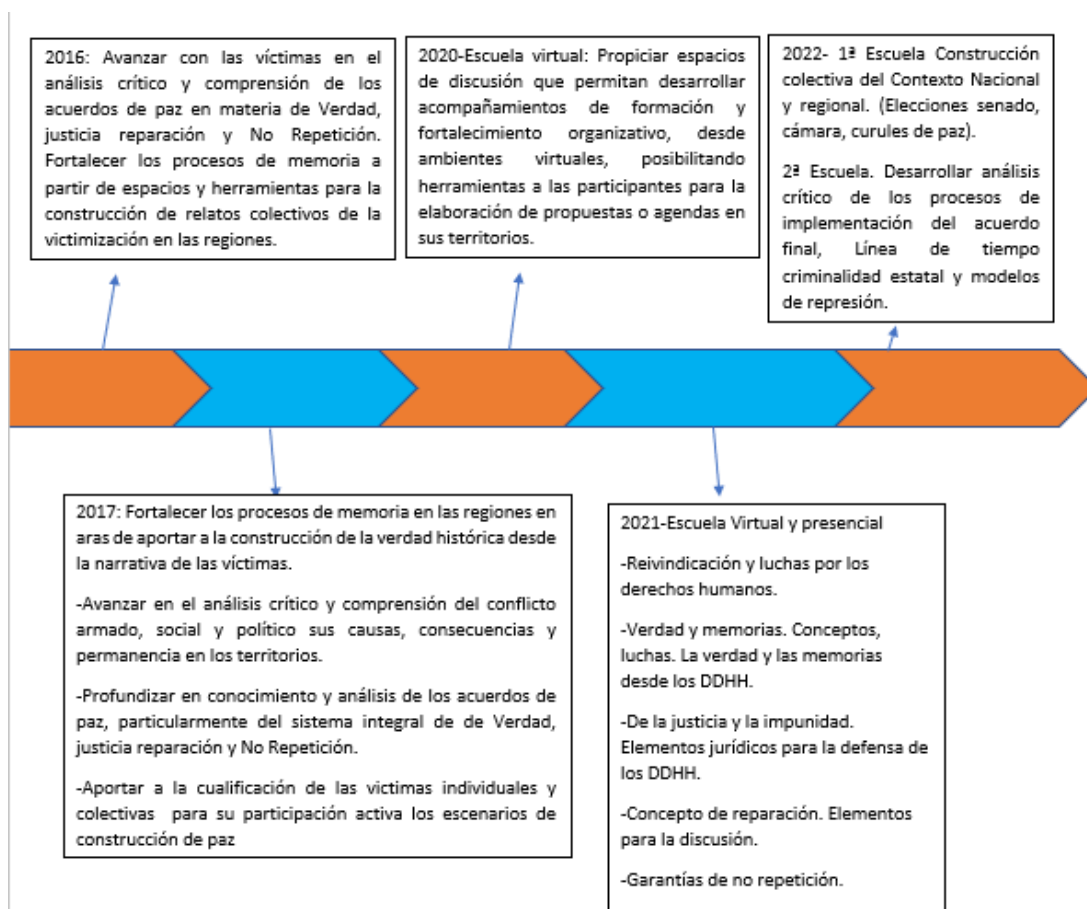 2016: Avanzar con las víctimas en el
análisis crítico y comprensión de los
acuerdos de paz en materia de Verdad,
justicia reparación y No Repetición.
Fortalecer los procesos de memoria a
partir de espacios y herramientas para la
construcción de relatos colectivos de la
victimización en las regiones.
2020-Escuela virtual: Propiciar espacios
de discusión que permitan desarrollar
acompañamientos de formación y
fortalecimiento organizativo, desde
ambientes virtuales, posibilitando
herramientas a las participantes para la
elaboración de propuestas o agendas en
sus territorios.
2022- 1ª Escuela Construcción
colectiva del Contexto Nacional
y regional. (Elecciones senado,
cámara, curules de paz).
2ª Escuela. Desarrollar análisis
crítico de los procesos de
implementación del acuerdo
final, Línea de tiempo
criminalidad estatal y modelos
de represión.
2017: Fortalecer los procesos de memoria en las regiones en
aras de aportar a la construcción de la verdad histórica desde
la narrativa de las víctimas.
-Avanzar en el análisis crítico y comprensión del conflicto
armado, social y político sus causas, consecuencias y
permanencia en los territorios.
-Profundizar en conocimiento y análisis de los acuerdos de
paz, particularmente del sistema integral de de Verdad,
justicia reparación y No Repetición.
-Aportar a la cualificación de las victimas individuales y
colectivas para su participación activa los escenarios de
construcción de paz
2021-Escuela Virtual y presencial
-Reivindicación y luchas por los
derechos humanos.
-Verdad y memorias. Conceptos,
luchas. La verdad y las memorias
desde los DDHH.
-De la justicia y la impunidad.
Elementos jurídicos para la defensa de
los DDHH.
-Concepto de reparación. Elementos
para la discusión.
-Garantías de no repetición.